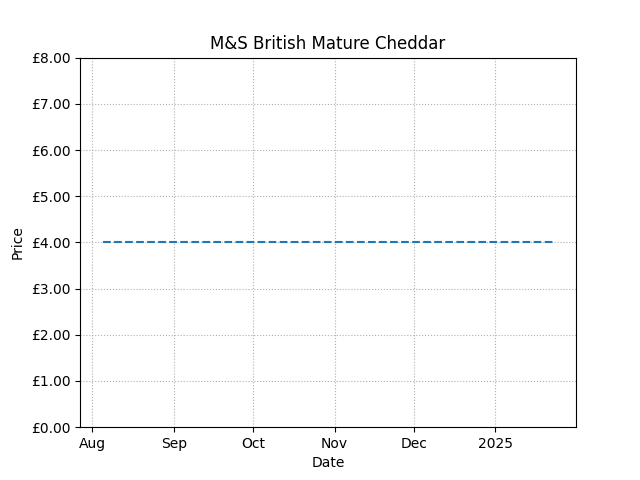 M&S British Mature Cheddar
£8.00
£7.00
£6.00
£5.00
£4.00
£3.00
£2.00
£1.00
£0.00
Price
Aug Sep Oct Nov Dec 2025
Date